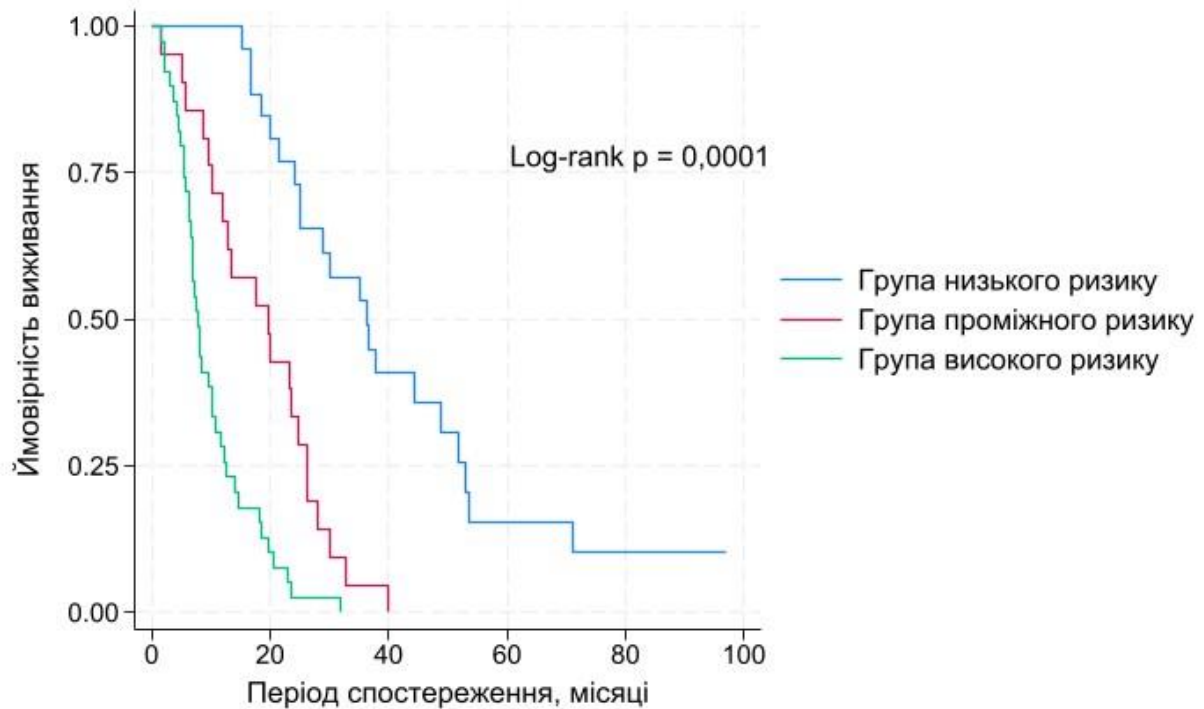 1.00
0.75
0.50
0.25
0.00
Ймовірність виживання
Log-rank p = 0,0001
Група низького ризику
Група проміжного ризику
Група високого ризику
0 20 40 60 80 100
Період спостереження, місяці